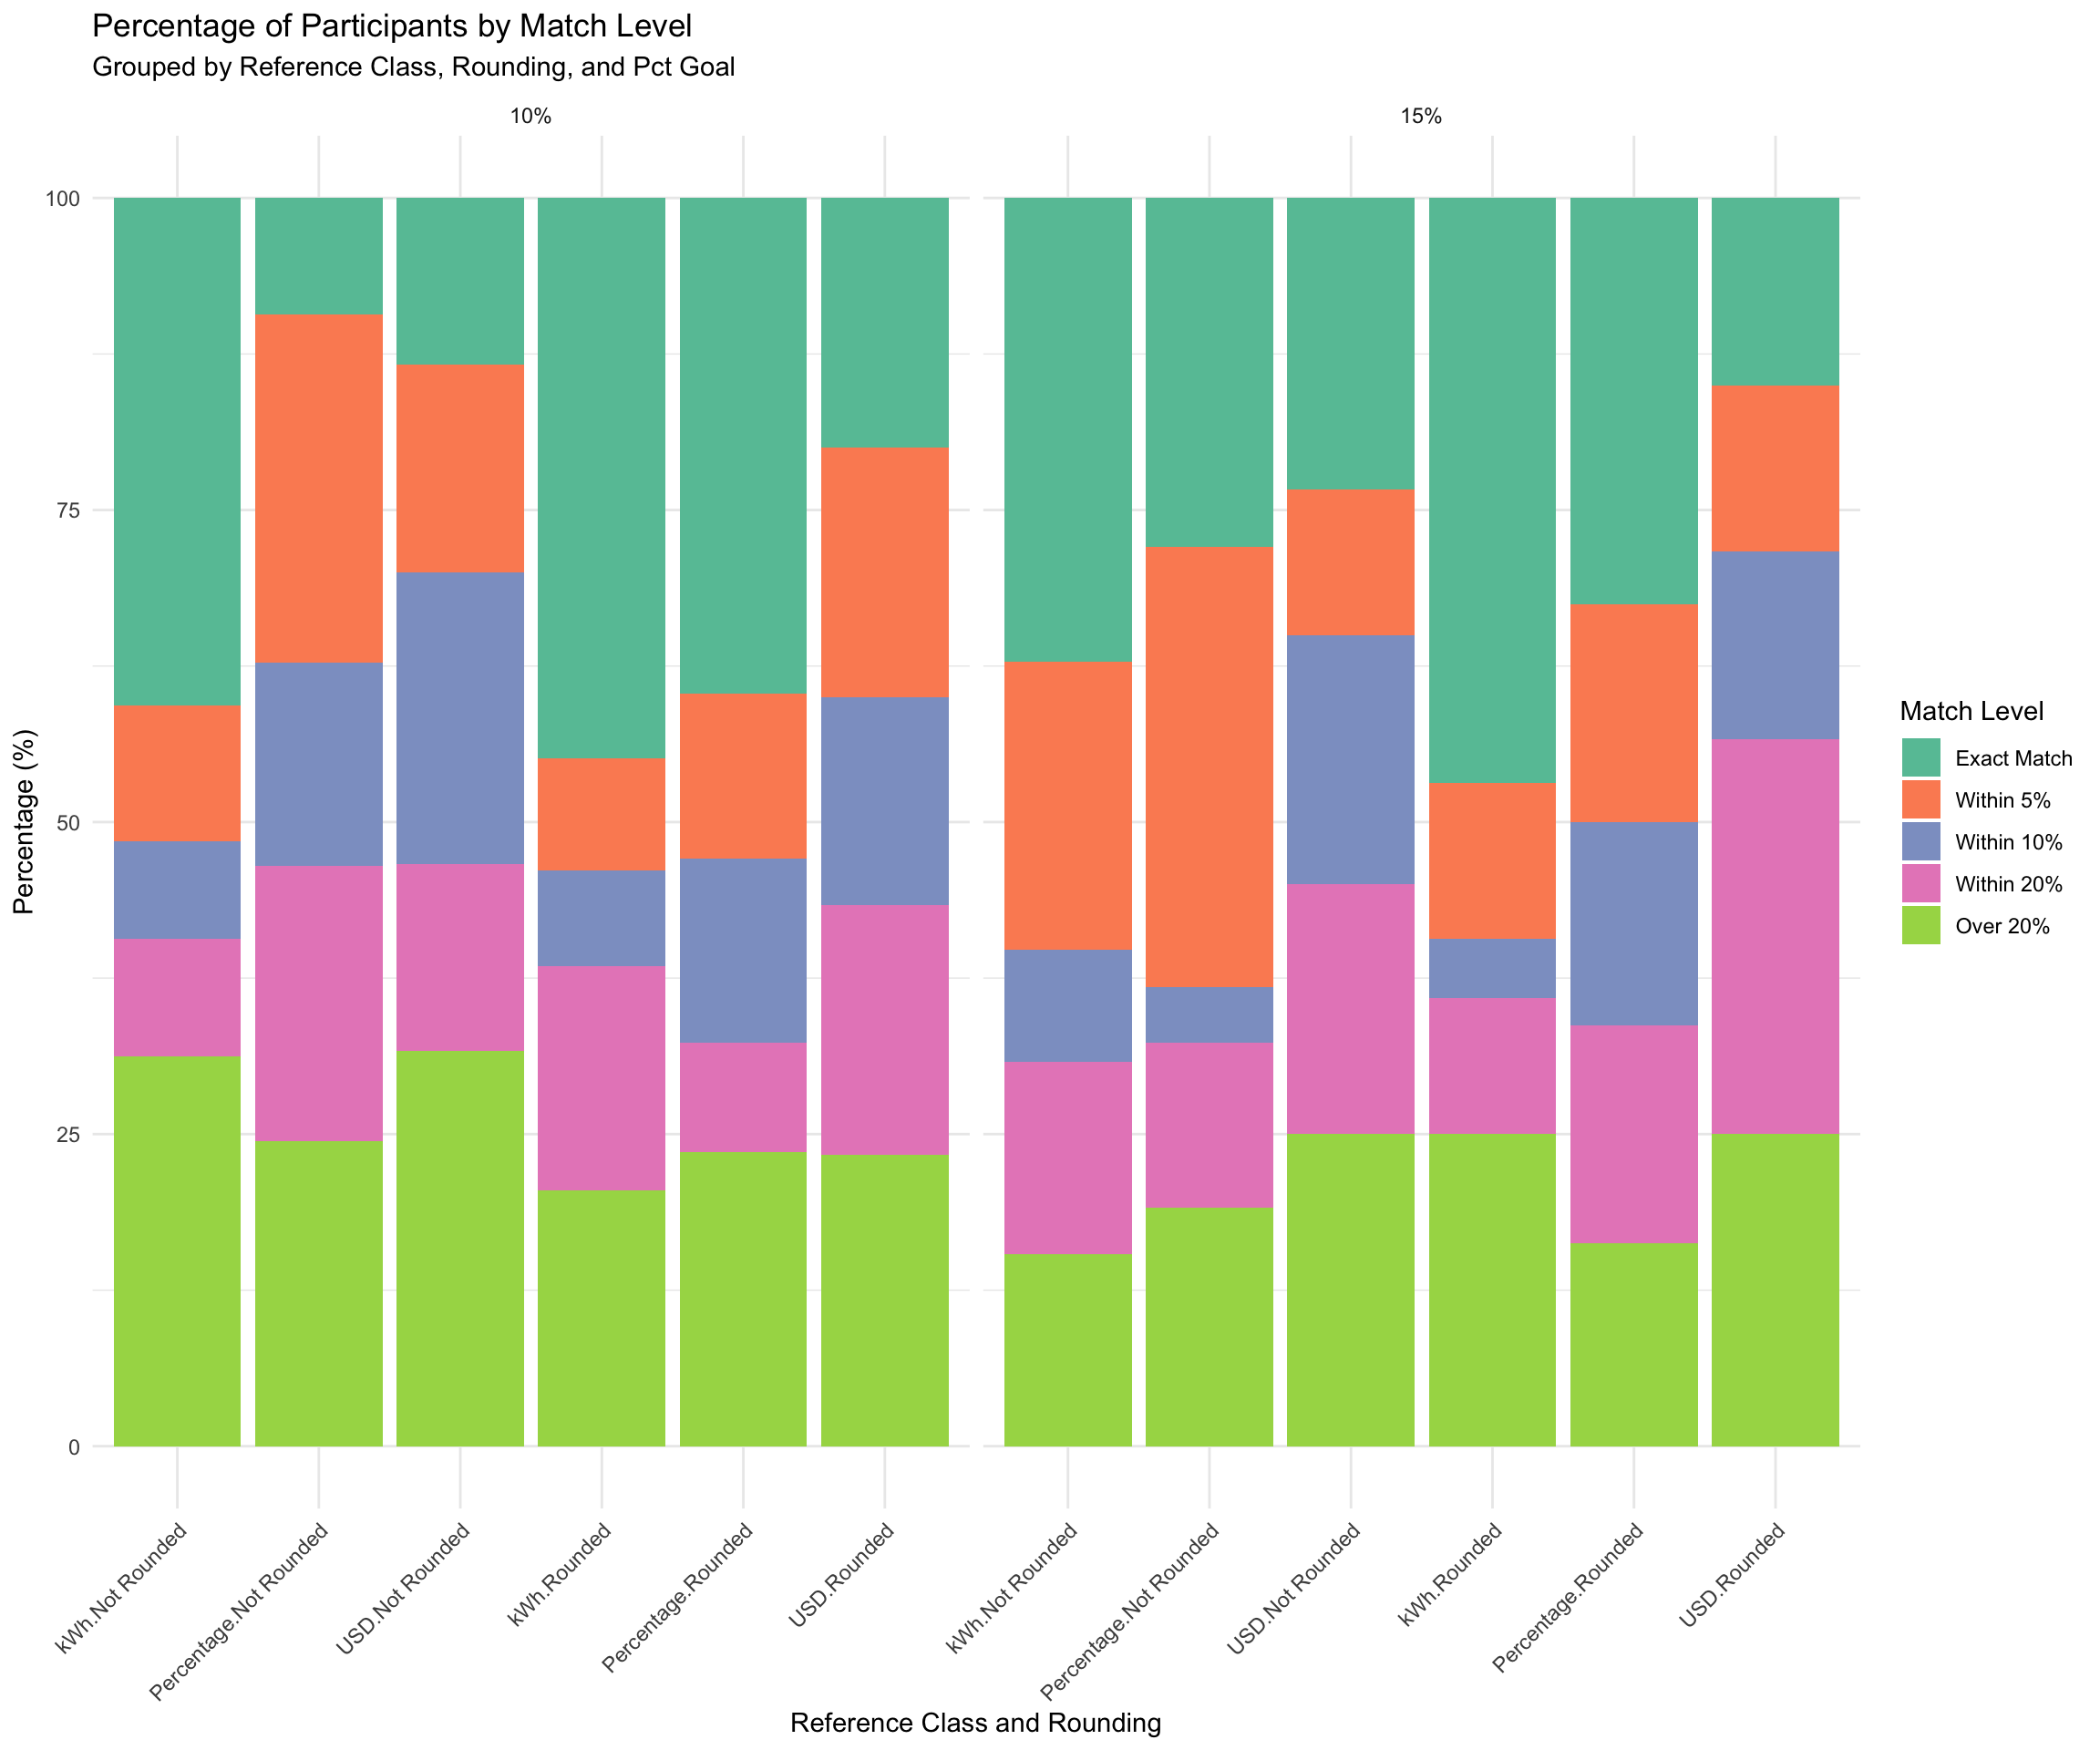 Percentage of Participants by Match Level
Grouped by Reference Class, Rounding, and Pct Goal
10%
15%
100
75
50
25
0
Percentage (%)
kWh.Not Rounded
Percentage.Not Rounded
USD.Not Rounded
kWh.Rounded
Percentage.Rounded
USD.Rounded
kWh.Not Rounded
Percentage.Not Rounded
USD.Not Rounded
kWh.Rounded
Percentage.Rounded
USD.Rounded
Reference Class and Rounding
Match Level
Exact Match
Within 5%
Within 10%
Within 20%
Over 20%